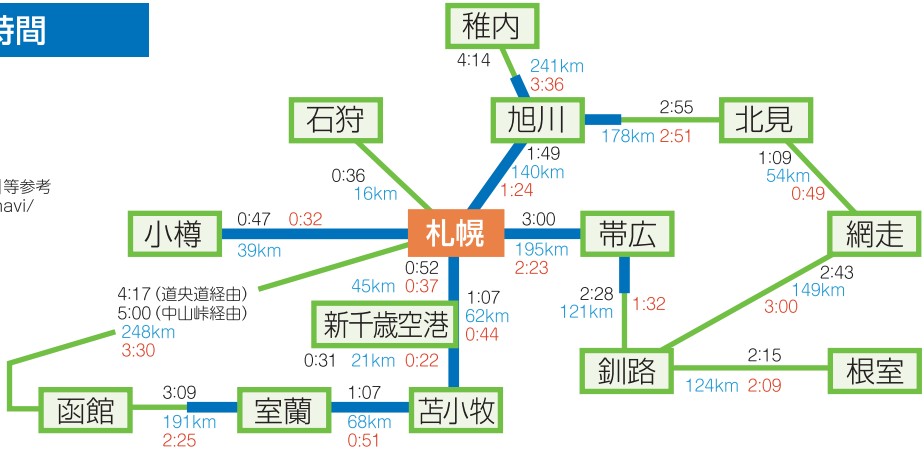 時間
稚内
4:14
241km
3:36
石狩
旭川
2:55
北見
178km 2:51
1:49
140km
1:24
1:09
54km
0:49
0:36
16km
等参考
navi/
小樽
0:47 0:32
39km
札幌
3:00
195km
2:23
帯広
網走
0:52
45km 0:37
4:17（道央道経由）
5:00（中山峠経由）
248km
3:30
1:07
62km
0:44
新千歳空港
2:28
121km
1:32
2:43
149km
3:00
0:31 21km 0:22
釧路
2:15
124km 2:09
根室
函館
3:09
191km
2:25
室蘭
1:07
68km
0:51
苫小牧